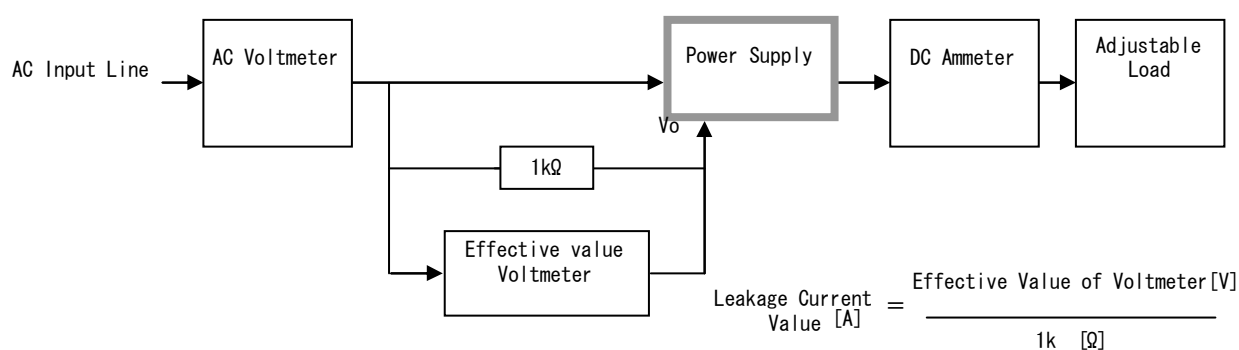 AC Input Line
AC Voltmeter
Power Supply
DC Ammeter
Adjustable
Load
Vo
1kΩ
Effective value
Voltmeter
Leakage Current
Value [A]
=
Effective Value of Voltmeter[V]
1k [Ω]